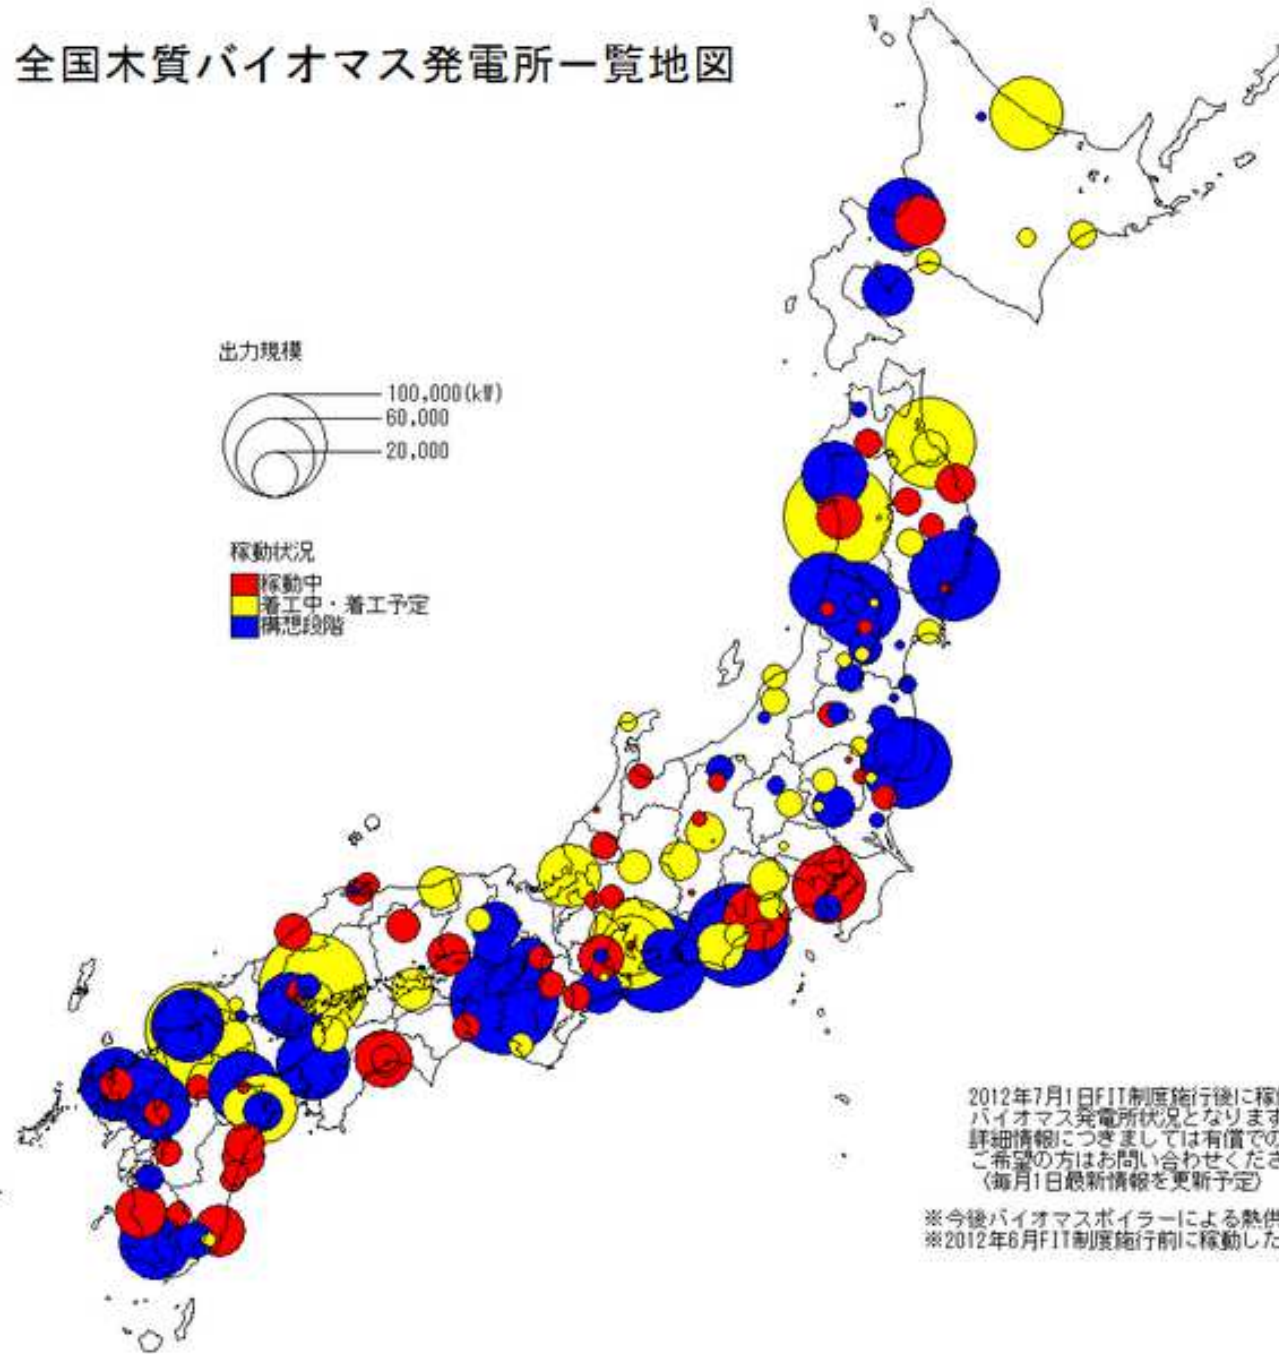 全国木質バイオマス発電所一覧地図
出力規模
100,000(kW)
60,000
20,000
稼動状況
稼動中
着工中・着工予定
構想段階
2012年7月1日FIT制度施行後に稼
バイオマス発電所状況となります
詳細情報につきましては有償での
ご希望の方はお問い合わせくださ
(毎月1日最新情報を更新予定)
※今後バイオマスボイラーによる熱供
※2012年6月FIT制度施行前に稼動した